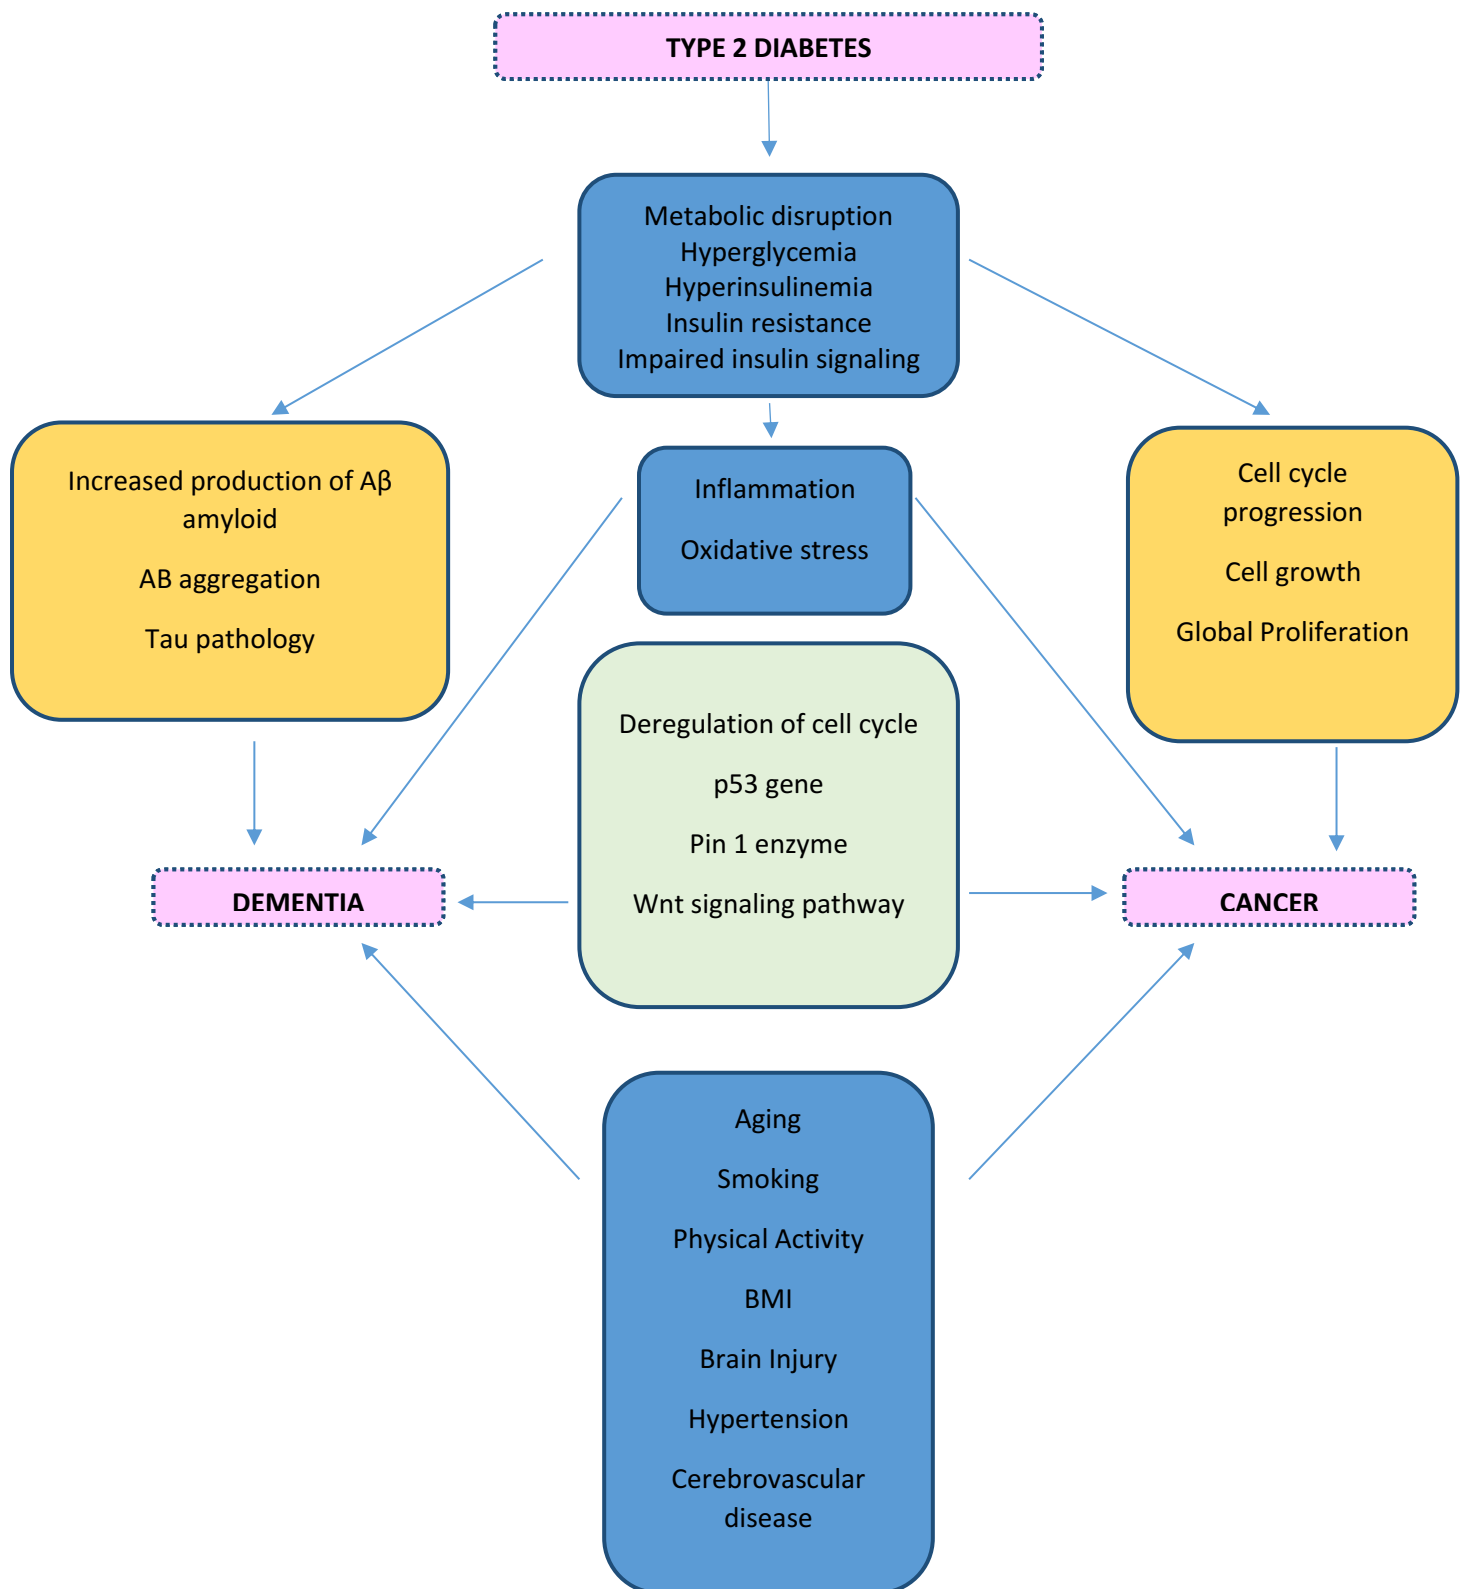 TYPE 2 DIABETES
Metabolic disruption
Hyperglycemia
Hyperinsulinemia
Insulin resistance
Impaired insulin signaling
Increased production of Aβ
amyloid
AB aggregation
Tau pathology
Inflammation
Oxidative stress
Cell cycle
progression
Cell growth
Global Proliferation
Deregulation of cell cycle
p53 gene
Pin 1 enzyme
Wnt signaling pathway
DEMENTIA
CANCER
Aging
Smoking
Physical Activity
BMI
Brain Injury
Hypertension
Cerebrovascular
disease